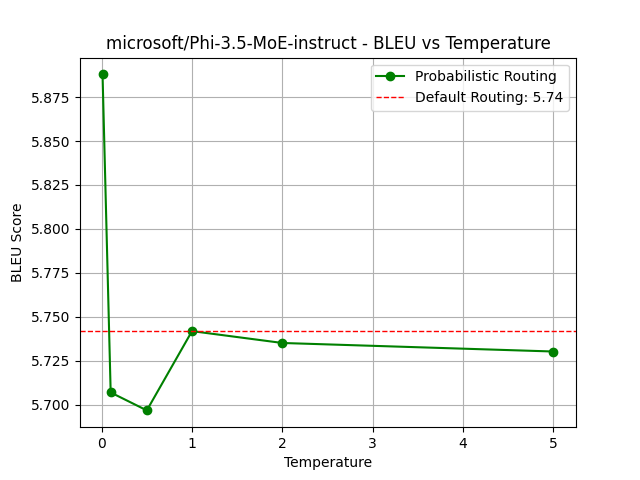 microsoft/Phi-3.5-MoE-instruct - BLEU vs Temperature
Probabilistic Routing
Default Routing: 5.74
BLEU Score
5.875
5.850
5.825
5.800
5.775
5.750
5.725
5.700
0 1 2 3 4 5
Temperature